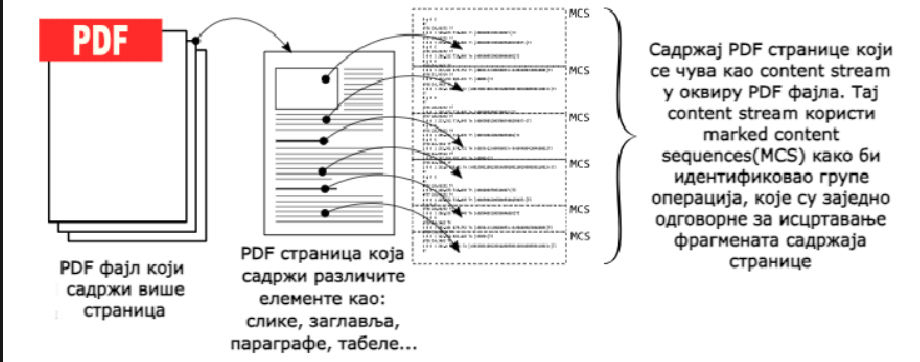 PDF
PDF фајл који
садржи више
страница
PDF страница која
садржи различите
елементе као:
слике, заглавља,
параграфе, табеле...
MCS
MCS
MCS
MCS
MCS
MCS
Садржај PDF странице који
се чува као content stream
у оквиру PDF фајла. Тај
content stream користи
marked content
sequences(MCS) како би
идентификовао групе
операција, које су заједно
одговорне за исцртавање
фрагмената садржаја
странице